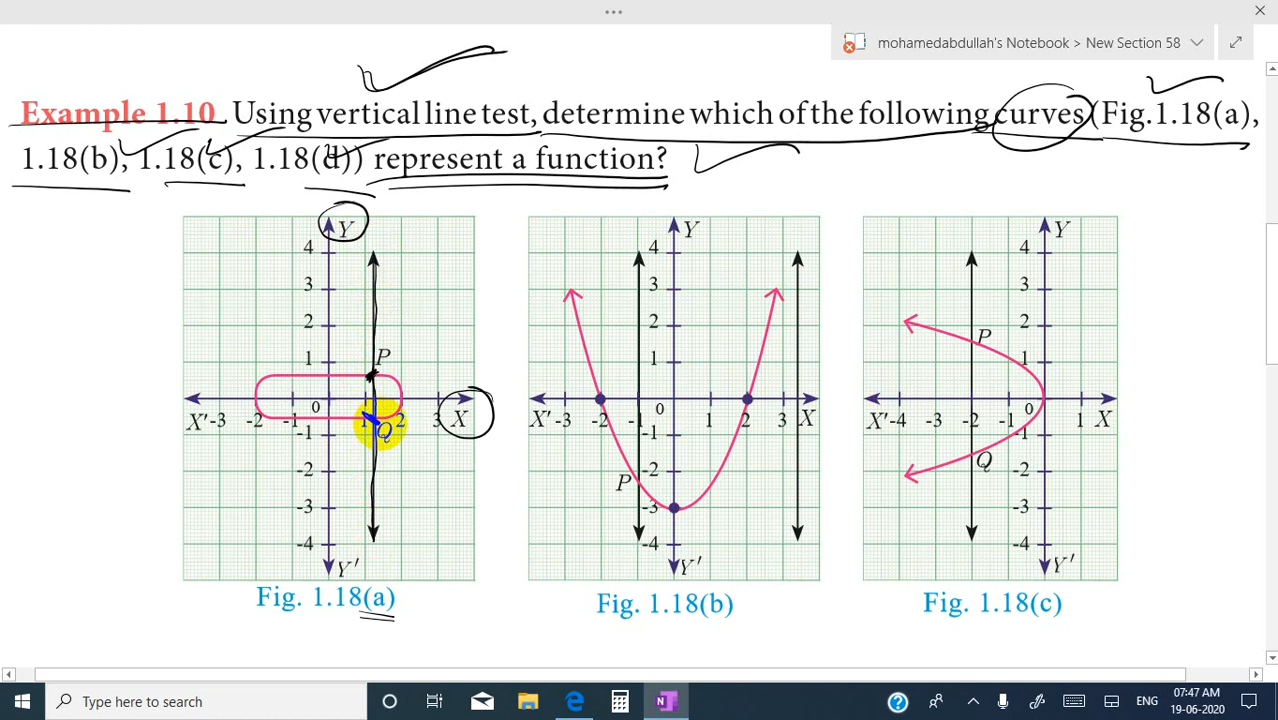 mohamedabdullah's Notebook > New Section 58
Example 1.10 Using vertical line test, determine which of the following curves (Fig.1.18(a),
1.18(b), 1.18(c), 1.18(d)) represent a function?
Y
4
3
2
1
P
X′ -3 -2 -1 0 1 2 3 X
Q
-1
-2
-3
-4
Y′
Fig. 1.18(a)
Y
4
3
2
1
X′ -3 -2 -1 0 1 2 3 X
-1
-2
P
-3
-4
Y′
Fig. 1.18(b)
Y
4
3
2
P
1
X′ -4 -3 -2 -1 0 1 X
-1
Q
-2
-3
-4
Y′
Fig. 1.18(c)
Type here to search
ENG
07:47 AM
19-06-2020